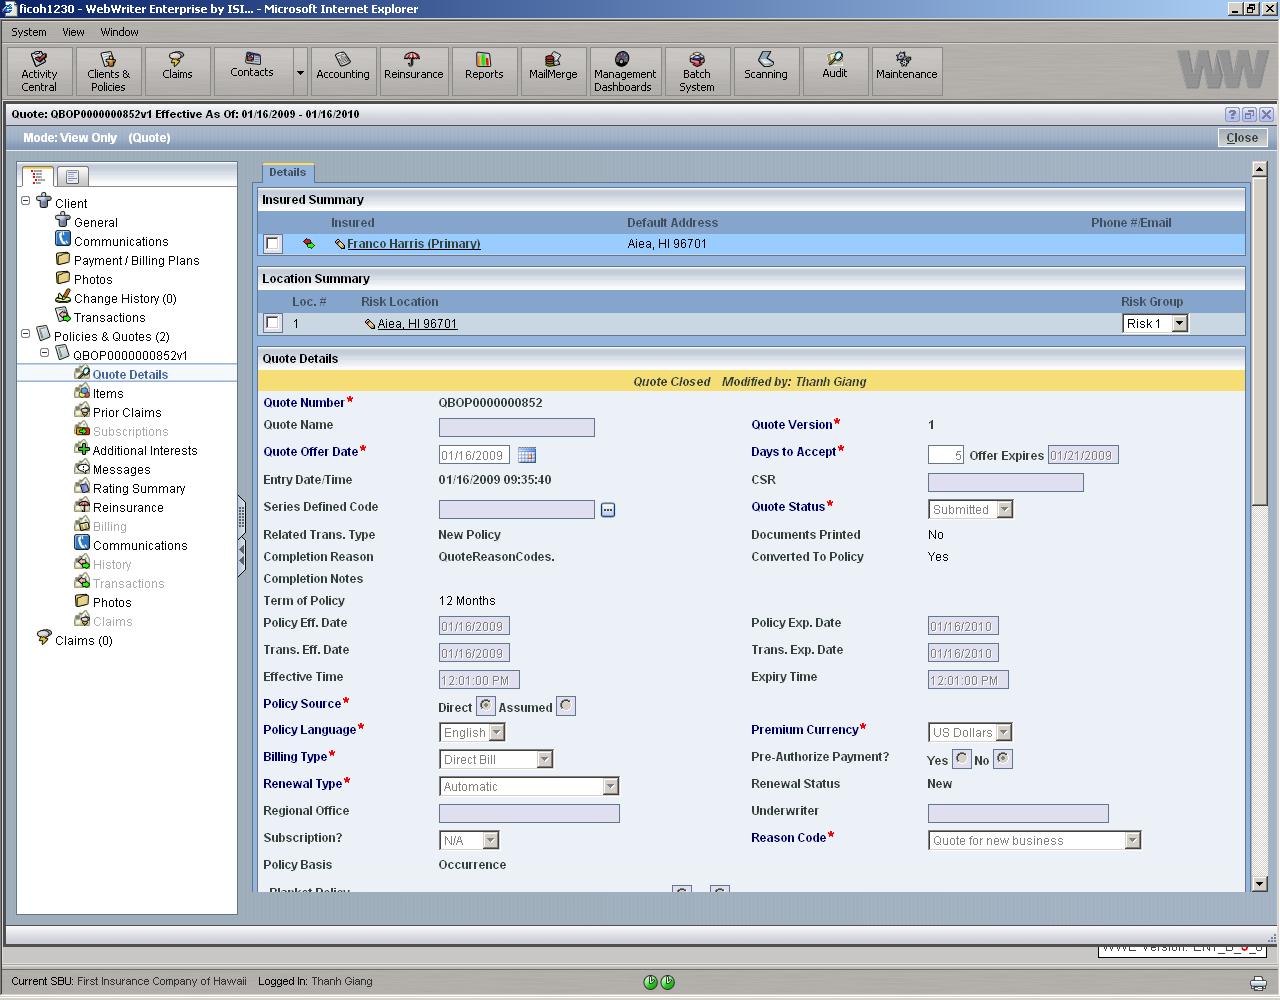 ficoh1230 - WebWriter Enterprise by ISI... - Microsoft Internet Explorer
System View Window
Activity Central
Clients & Policies
Claims
Contacts
Accounting
Reinsurance
Reports
MailMerge
Management Dashboards
Batch System
Scanning
Audit
Maintenance
WW
Quote: QBOP0000000852v1 Effective As Of: 01/16/2009 - 01/16/2010
Mode: View Only (Quote)
Close
Client
General
Communications
Payment / Billing Plans
Photos
Change History (0)
Transactions
Policies & Quotes (2)
QBOP0000000852v1
Quote Details
Items
Prior Claims
Subscriptions
Additional Interests
Messages
Rating Summary
Reinsurance
Billing
Communications
History
Transactions
Photos
Claims
Claims (0)
Details
Insured Summary
Insured Default Address Phone #/Email
Franco Harris (Primary) Aiea, HI 96701
Location Summary
Loc. # Risk Location Risk Group
1 Aiea, HI 96701 Risk 1
Quote Details
Quote Closed Modified by: Thanh Giang
Quote Number* QBOP0000000852
Quote Name Quote Version* 1
Quote Offer Date* 01/16/2009 Days to Accept* 5 Offer Expires 01/21/2009
Entry Date/Time 01/16/2009 09:35:40 CSR
Series Defined Code Quote Status* Submitted
Related Trans. Type New Policy Documents Printed No
Completion Reason QuoteReasonCodes. Converted To Policy Yes
Completion Notes
Term of Policy 12 Months
Policy Eff. Date 01/16/2009 Policy Exp. Date 01/16/2010
Trans. Eff. Date 01/16/2009 Trans. Exp. Date 01/16/2010
Effective Time 12:01:00 PM Expiry Time 12:01:00 PM
Policy Source* Direct Assumed
Policy Language* English Premium Currency* US Dollars
Billing Type* Direct Bill Pre-Authorize Payment? Yes No
Renewal Type* Automatic Renewal Status New
Regional Office Underwriter
Subscription? N/A Reason Code* Quote for new business
Policy Basis Occurrence
Blanket Policy
WWE Version:
Current SBU: First Insurance Company of Hawaii Logged In: Thanh Giang